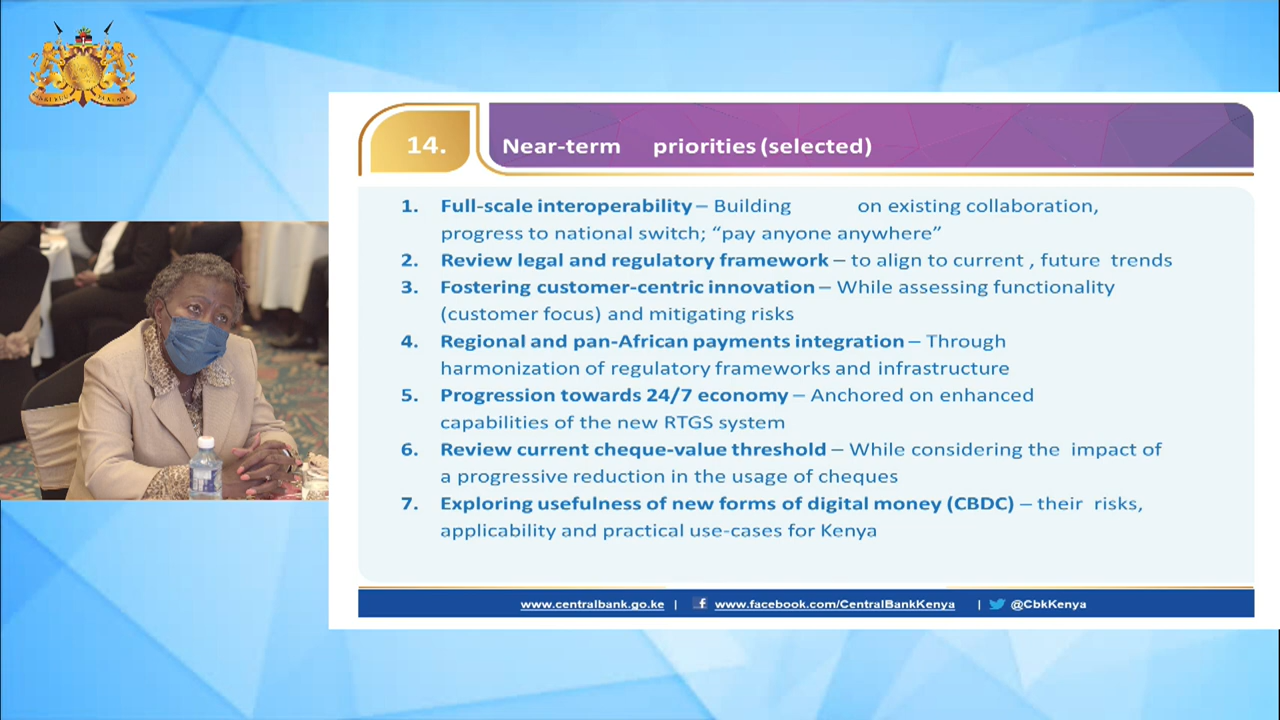 14.
Near-term priorities (selected)
1. Full-scale interoperability – Building on existing collaboration,
progress to national switch; “pay anyone anywhere”
2. Review legal and regulatory framework – to align to current , future trends
3. Fostering customer-centric innovation – While assessing functionality
(customer focus) and mitigating risks
4. Regional and pan-African payments integration – Through
harmonization of regulatory frameworks and infrastructure
5. Progression towards 24/7 economy – Anchored on enhanced
capabilities of the new RTGS system
6. Review current cheque-value threshold – While considering the impact of
a progressive reduction in the usage of cheques
7. Exploring usefulness of new forms of digital money (CBDC) – their risks,
applicability and practical use-cases for Kenya
www.centralbank.go.ke | f www.facebook.com/CentralBankKenya | @CbkKenya